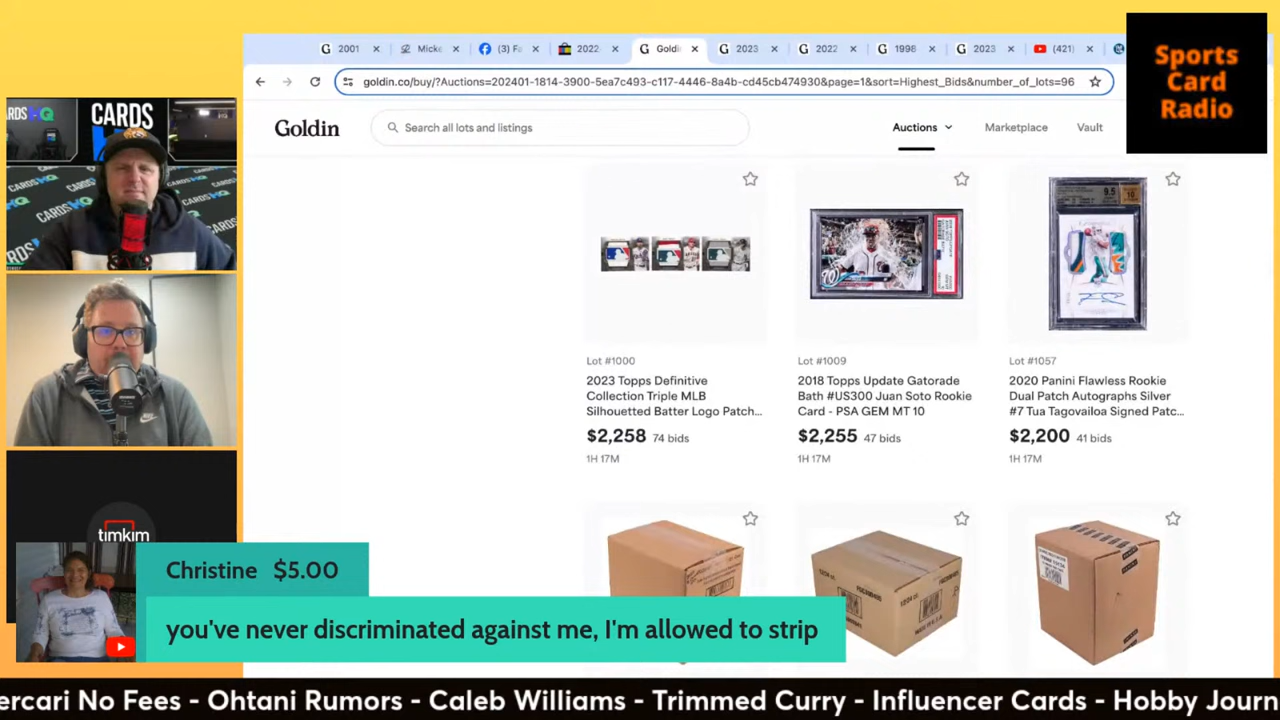 G 2001
Micke
(3) Fa
2022
G Goldi
G 2023
G 2022
G 1998
G 2023
(421)
goldin.co/buy/?Auctions=202401-1814-3900-5ea7c493-c117-4446-8a4b-cd45cb474930&page=1&sort=Highest_Bids&number_of_lots=96
Sports
Card
Radio
Goldin
Search all lots and listings
Auctions
Marketplace
Vault
CARDS
CARDS HQ
Lot #1000
2023 Topps Definitive
Collection Triple MLB
Silhouetted Batter Logo Patch...
$2,258 74 bids
1H 17M
Lot #1009
2018 Topps Update Gatorade
Bath #US300 Juan Soto Rookie
Card - PSA GEM MT 10
$2,255 47 bids
1H 17M
9.5
10
Lot #1057
2020 Panini Flawless Rookie
Dual Patch Autographs Silver
#7 Tua Tagovailoa Signed Patc...
$2,200 41 bids
1H 17M
timkim
Christine $5.00
you've never discriminated against me, I'm allowed to strip
ercari No Fees - Ohtani Rumors - Caleb Williams - Trimmed Curry - Influencer Cards - Hobby Journ